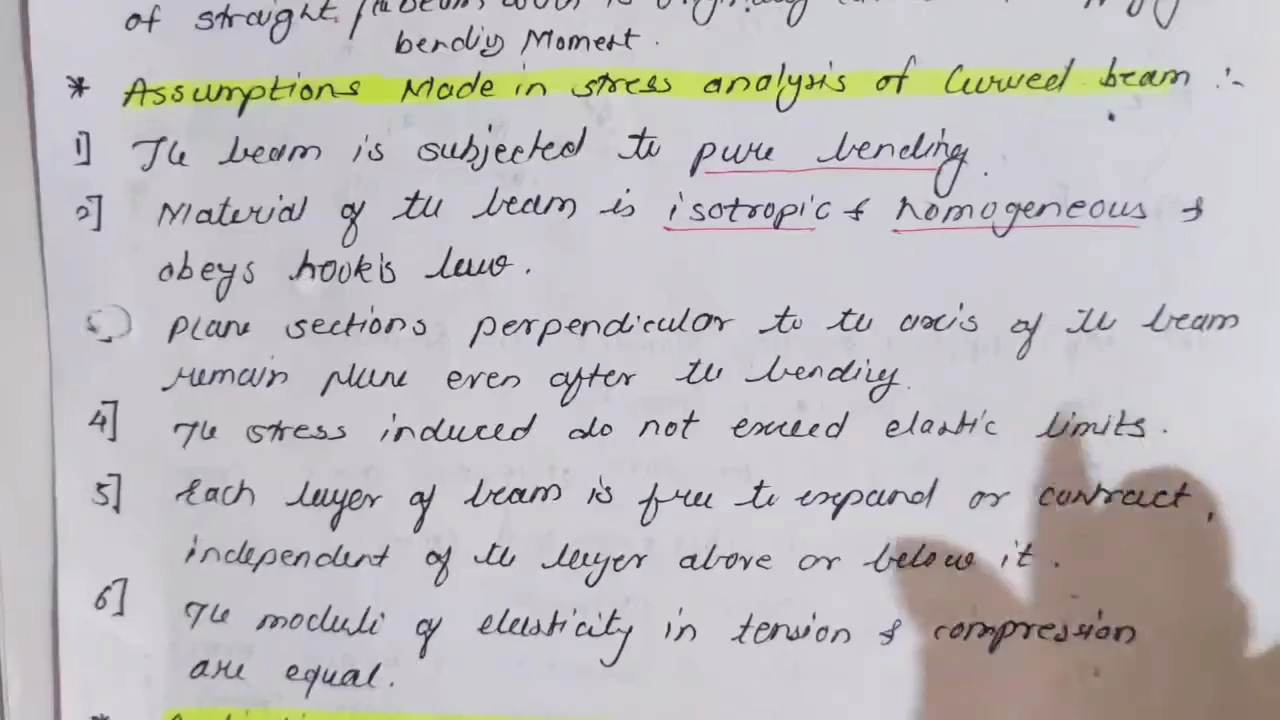 of straight
bending Moment.
* Assumptions Made in stress analysis of Curved beam :-
1] The beam is subjected to pure bending.
2] Material of the beam is isotropic & homogeneous &
obeys hook's law.
Plane sections perpendicular to the axis of the beam
remain plane even after the bending.
4] The stress induced do not exceed elastic limits.
5] Each layer of beam is free to expand or contract,
independent of the layer above or below it.
6] The moduli of elasticity in tension & compression
are equal.